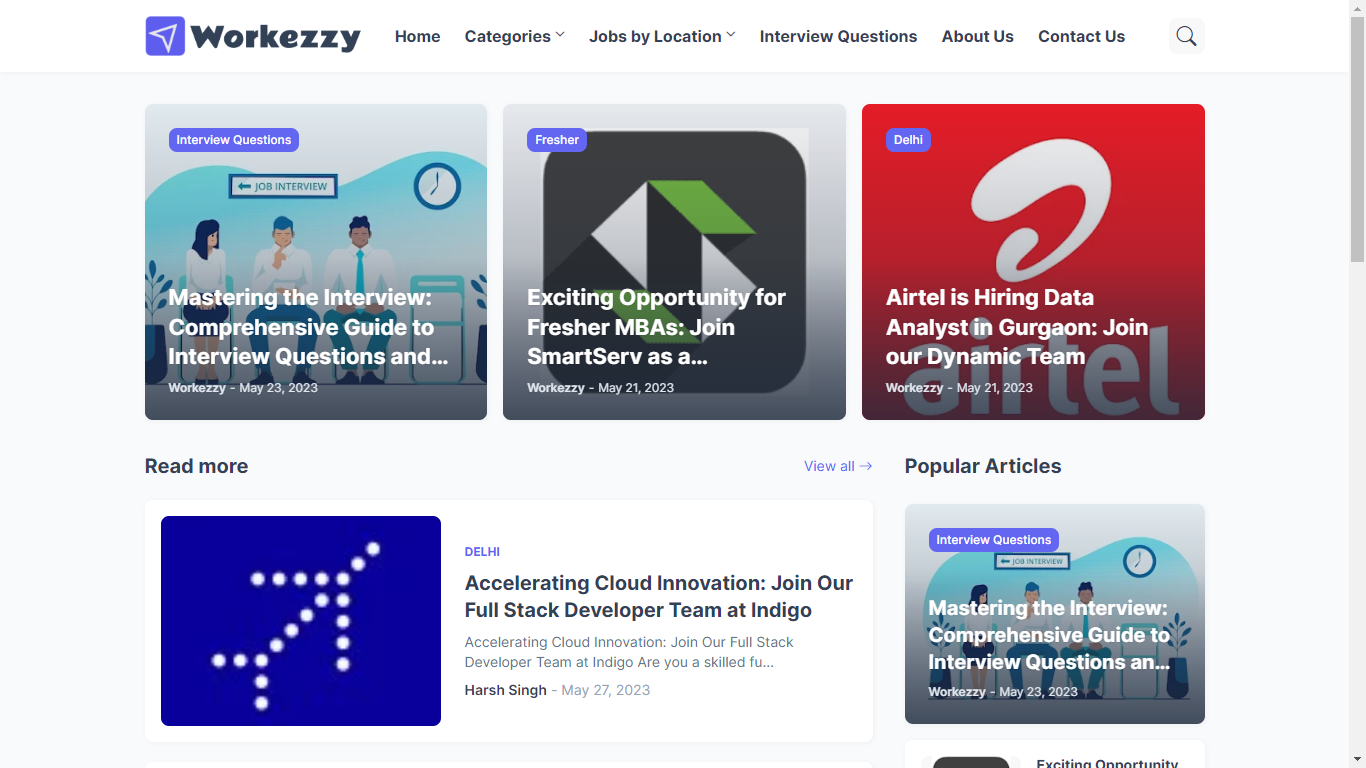 Workezzy
Home
Categories
Jobs by Location
Interview Questions
About Us
Contact Us
Interview Questions
JOB INTERVIEW
Mastering the Interview:
Comprehensive Guide to
Interview Questions and...
Workezzy - May 23, 2023
Fresher
Exciting Opportunity for
Fresher MBAs: Join
SmartServ as a...
Workezzy - May 21, 2023
Delhi
Airtel is Hiring Data
Analyst in Gurgaon: Join
our Dynamic Team
Workezzy - May 21, 2023
airtel
Read more
View all
DELHI
Accelerating Cloud Innovation: Join Our
Full Stack Developer Team at Indigo
Accelerating Cloud Innovation: Join Our Full Stack
Developer Team at Indigo Are you a skilled fu...
Harsh Singh - May 27, 2023
Popular Articles
Interview Questions
JOB INTERVIEW
Mastering the Interview:
Comprehensive Guide to
Interview Questions an...
Workezzy - May 23, 2023
Exciting Opportunity